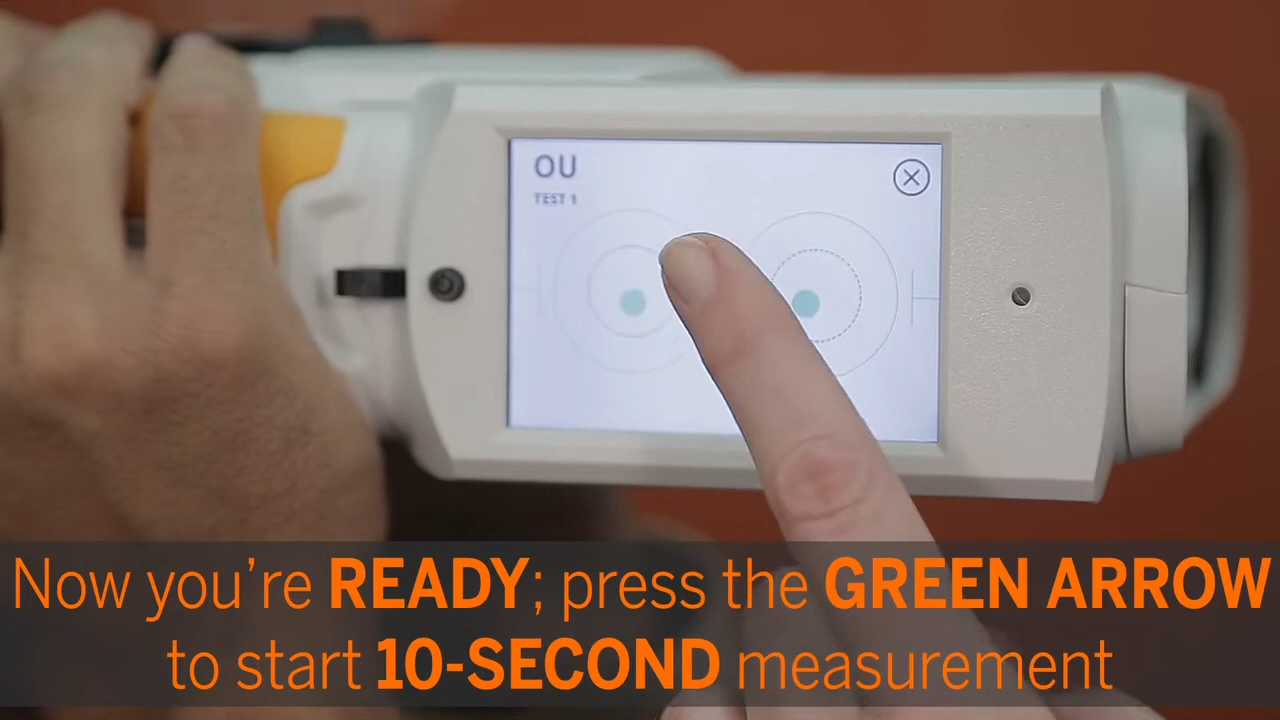 OU
TEST 1
Now you're READY; press the GREEN ARROW
to start 10-SECOND measurement